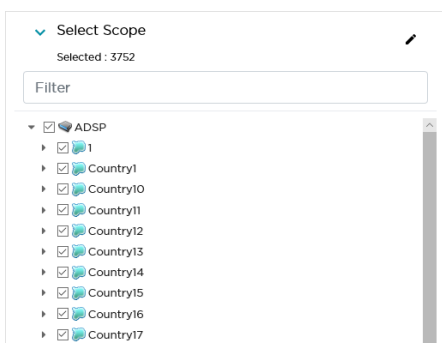 Select Scope
Selected : 3752
Filter
ADSP
1
Country1
Country10
Country11
Country12
Country13
Country14
Country15
Country16
Country17